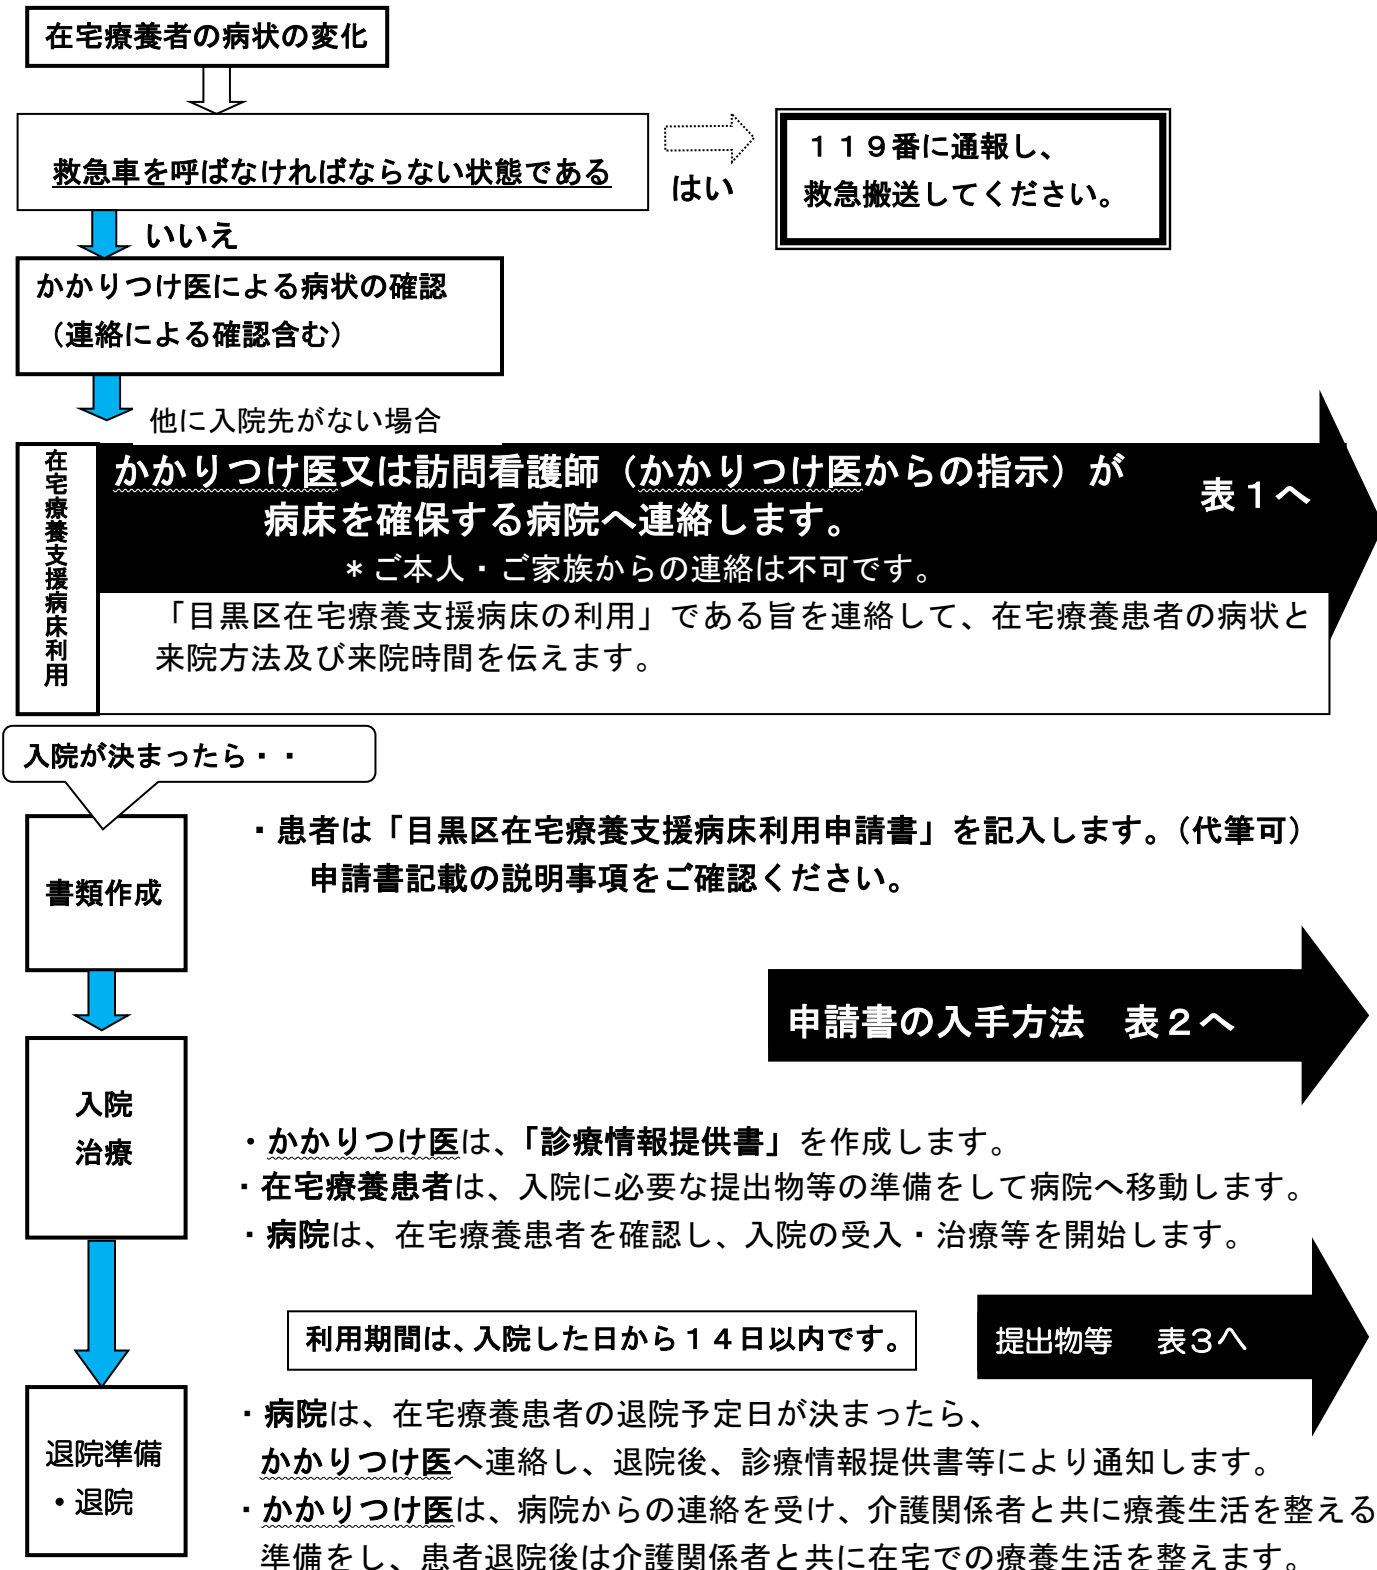 在宅療養者の病状の変化
救急車を呼ばなければならない状態である
はい
１１９番に通報し、
救急搬送してください。
いいえ
かかりつけ医による病状の確認
（連絡による確認含む）
他に入院先がない場合
在宅療養支援病床利用
かかりつけ医又は訪問看護師（かかりつけ医からの指示）が
病床を確保する病院へ連絡します。
＊ご本人・ご家族からの連絡は不可です。
表１へ
「目黒区在宅療養支援病床の利用」である旨を連絡して、在宅療養患者の病状と
来院方法及び来院時間を伝えます。
入院が決まったら・・
書類作成
・患者は「目黒区在宅療養支援病床利用申請書」を記入します。（代筆可）
申請書記載の説明事項をご確認ください。
申請書の入手方法　表２へ
入院
治療
・かかりつけ医は、「診療情報提供書」を作成します。
・在宅療養患者は、入院に必要な提出物等の準備をして病院へ移動します。
・病院は、在宅療養患者を確認し、入院の受入・治療等を開始します。
利用期間は、入院した日から１４日以内です。
提出物等　表３へ
退院準備
・退院
・病院は、在宅療養患者の退院予定日が決まったら、
かかりつけ医へ連絡し、退院後、診療情報提供書等により通知します。
・かかりつけ医は、病院からの連絡を受け、介護関係者と共に療養生活を整える
準備をし、患者退院後は介護関係者と共に在宅での療養生活を整えます。